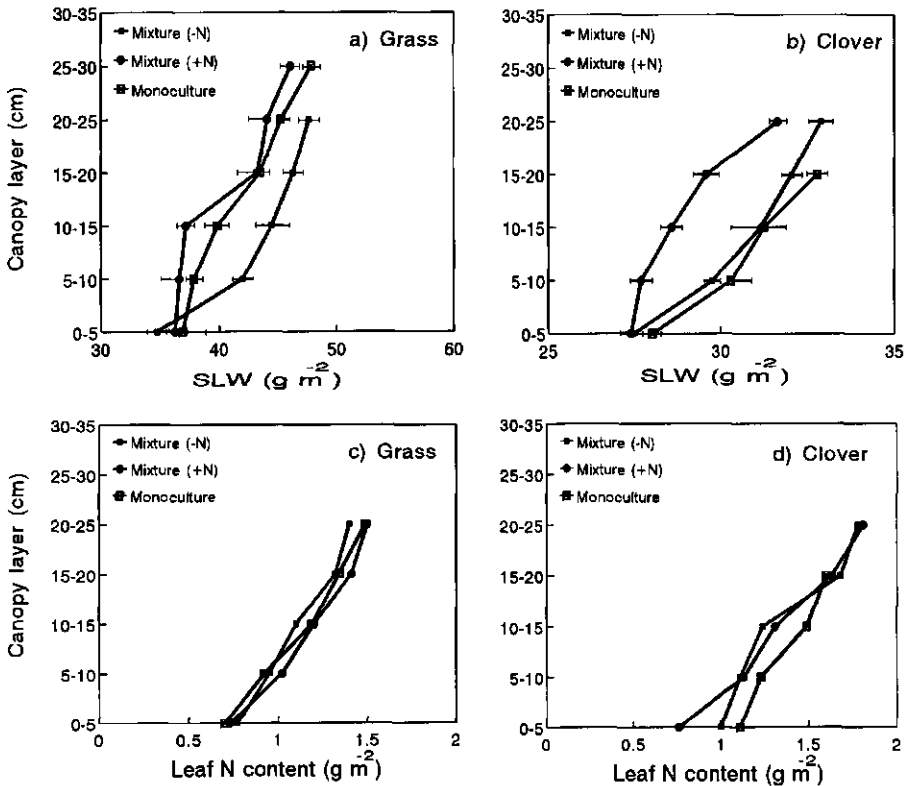 a) Grass
Mixture (-N)
Mixture (+N)
Monoculture
Canopy layer (cm)
30-35
25-30
20-25
15-20
10-15
5-10
0-5
30
40
50
60
SLW (g m-2)
b) Clover
Mixture (-N)
Mixture (+N)
Monoculture
30-35
25-30
20-25
15-20
10-15
5-10
0-5
25
30
35
SLW (g m-2)
c) Grass
Mixture (-N)
Mixture (+N)
Monoculture
Canopy layer (cm)
30-35
25-30
20-25
15-20
10-15
5-10
0-5
0
0.5
1
1.5
2
Leaf N content (g m-2)
d) Clover
Mixture (-N)
Mixture (+N)
Monoculture
30-35
25-30
20-25
15-20
10-15
5-10
0-5
0
0.5
1
1.5
2
Leaf N content (g m-2)